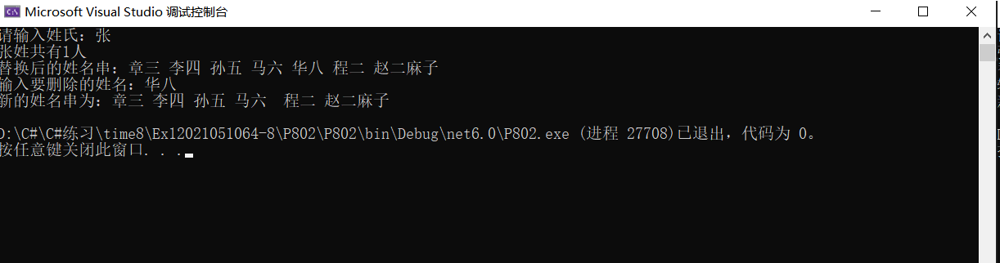 Microsoft Visual Studio 调试控制台
请输入姓氏：张
张姓共有1人
替换后的姓名串：章三 李四 孙五 马六 华八 程二 赵二麻子
输入要删除的姓名：华八
新的姓名串为：章三 李四 孙五 马六  程二 赵二麻子
D:\C#\C#练习\time8\Ex12021051064-8\P802\P802\bin\Debug\net6.0\P802.exe (进程 27708)已退出，代码为 0。
按任意键关闭此窗口. . .